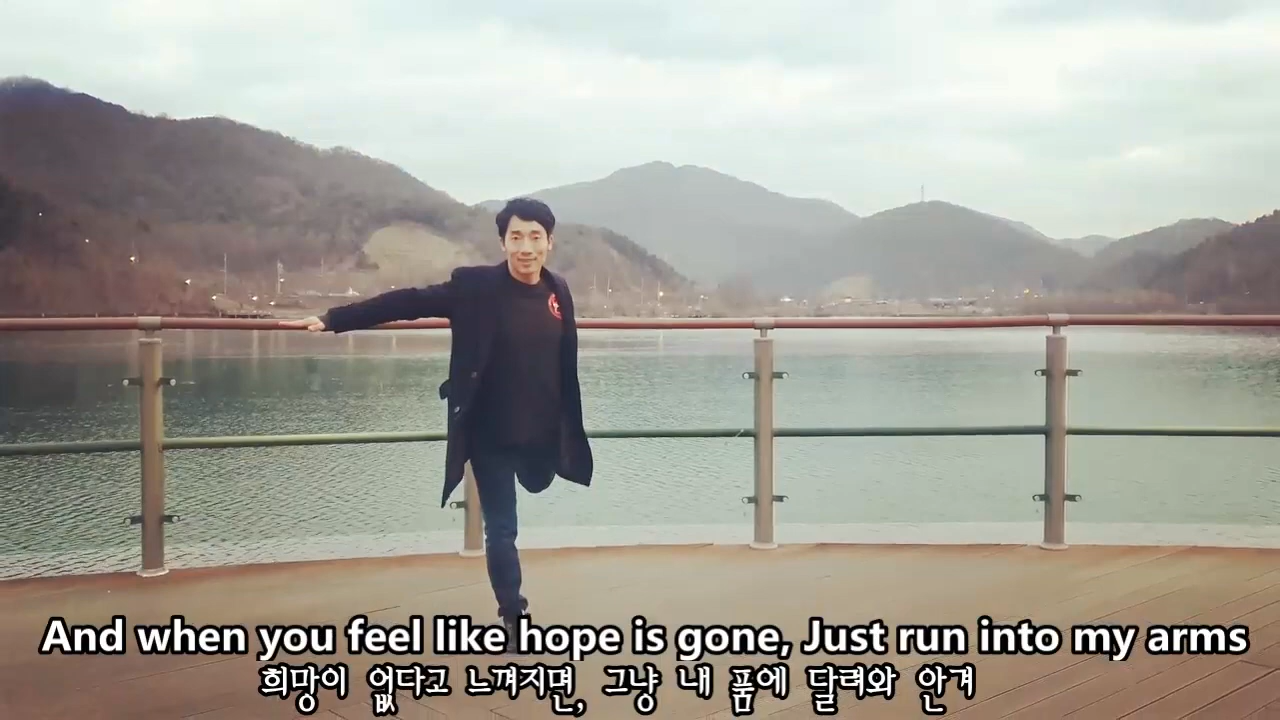 And when you feel like hope is gone, Just run into my arms
희망이 없다고 느껴지면, 그냥 내 품에 달려와 안겨